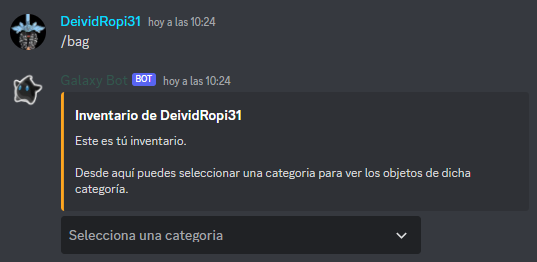 DeividRopi31 hoy a las 10:24
/bag
Galaxy Bot BOT hoy a las 10:24
Inventario de DeividRopi31
Este es tú inventario.
Desde aquí puedes seleccionar una categoria para ver los objetos de dicha
categoría.
Selecciona una categoria